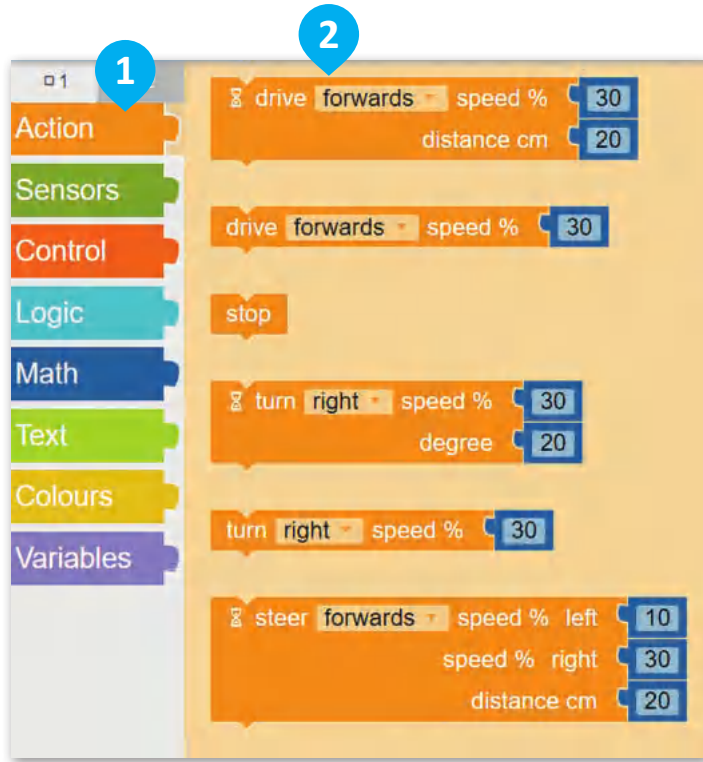 1
2
1
Action
Sensors
Control
Logic
Math
Text
Colours
Variables
drive forwards speed % 30
distance cm 20
drive forwards speed % 30
stop
turn right speed % 30
degree 20
turn right speed % 30
steer forwards speed % left 10
speed % right 30
distance cm 20